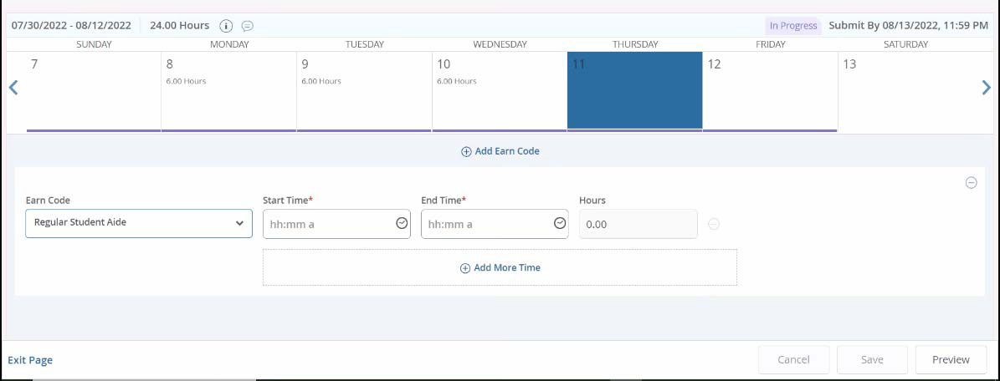 07/30/2022 - 08/12/2022 24.00 Hours In Progress Submit By 08/13/2022, 11:59 PM
SUNDAY MONDAY TUESDAY WEDNESDAY THURSDAY FRIDAY SATURDAY
7 8 9 10 11 12 13
6.00 Hours 6.00 Hours 6.00 Hours
Add Earn Code
Earn Code Start Time* End Time* Hours
Regular Student Aide hh:mm a hh:mm a 0.00
Add More Time
Exit Page Cancel Save Preview